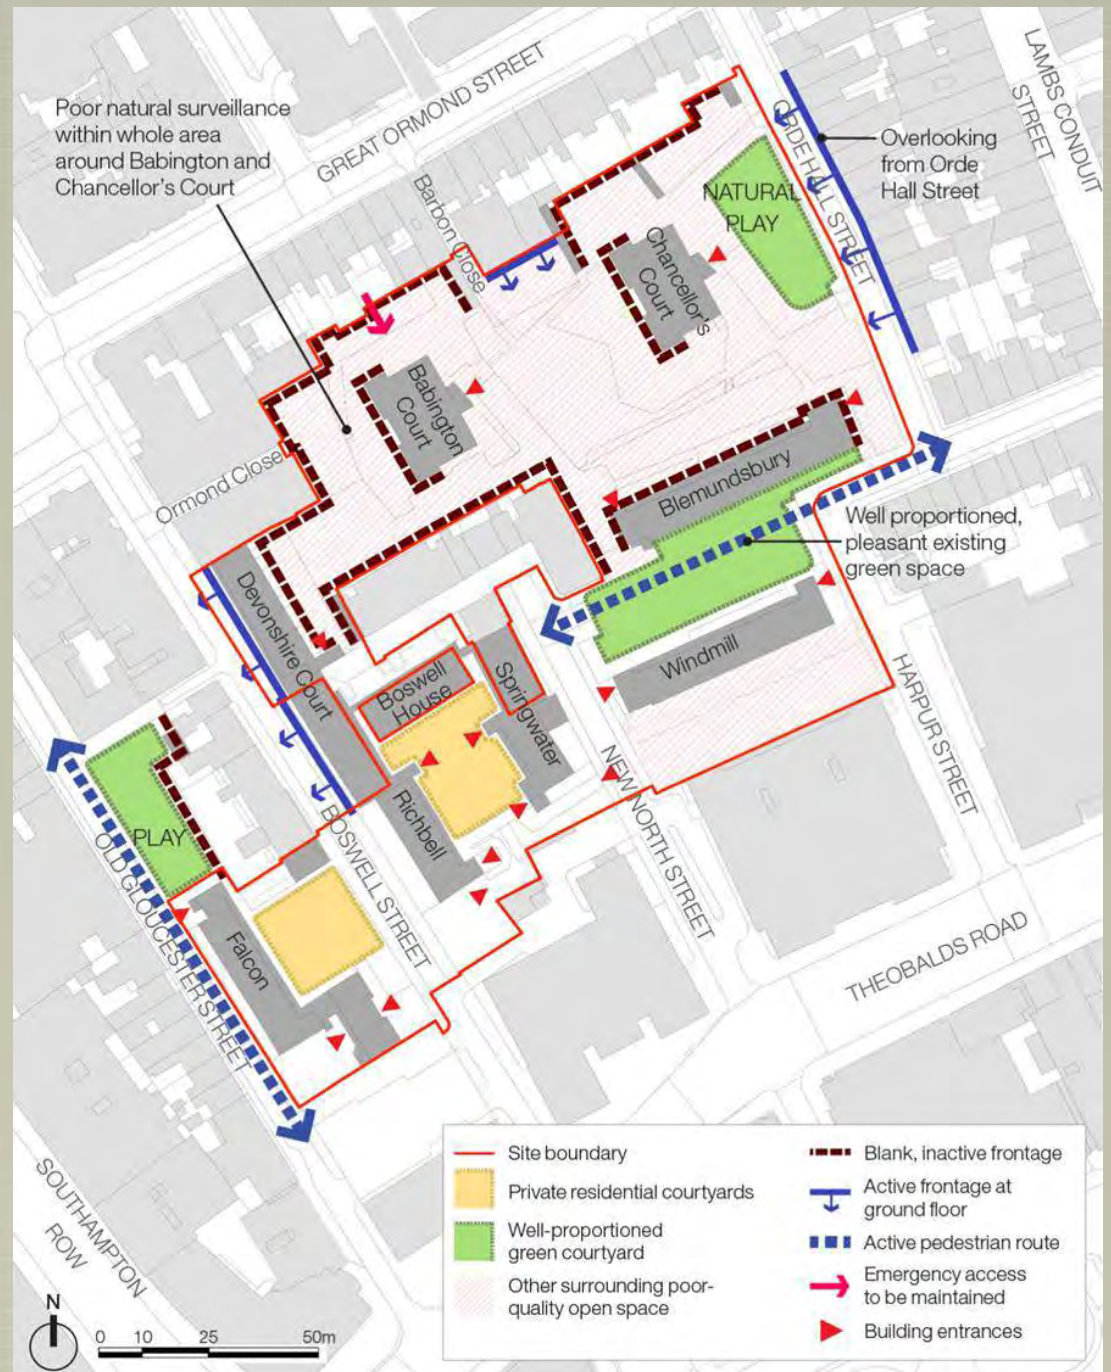 Poor natural surveillance
within whole area
around Babington and
Chancellor's Court
GREAT ORMOND STREET
LAMBS CONDUIT
STREET
ORDE HALL STREET
Overlooking
from Orde
Hall Street
NATURAL
PLAY
Barbon Close
Chancellor's
Court
Babington
Court
Ormond Close
Blemundsbury
Well proportioned,
pleasant existing
green space
Devonshire Court
Boswell
House
Springwater
Windmill
HARPUR STREET
NEW NORTH STREET
Richbell
PLAY
OLD GLOUCESTER STREET
BOSWELL STREET
Falcon
THEOBALDS ROAD
SOUTHAMPTON
ROW
N
0 10 25 50m
Site boundary
Private residential courtyards
Well-proportioned
green courtyard
Other surrounding poor-
quality open space
Blank, inactive frontage
Active frontage at
ground floor
Active pedestrian route
Emergency access
to be maintained
Building entrances